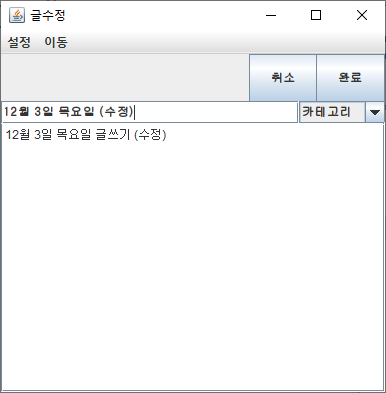 글수정
설정 이동
취소 완료
12월 3일 목요일 (수정) 카테고리
12월 3일 목요일 글쓰기 (수정)